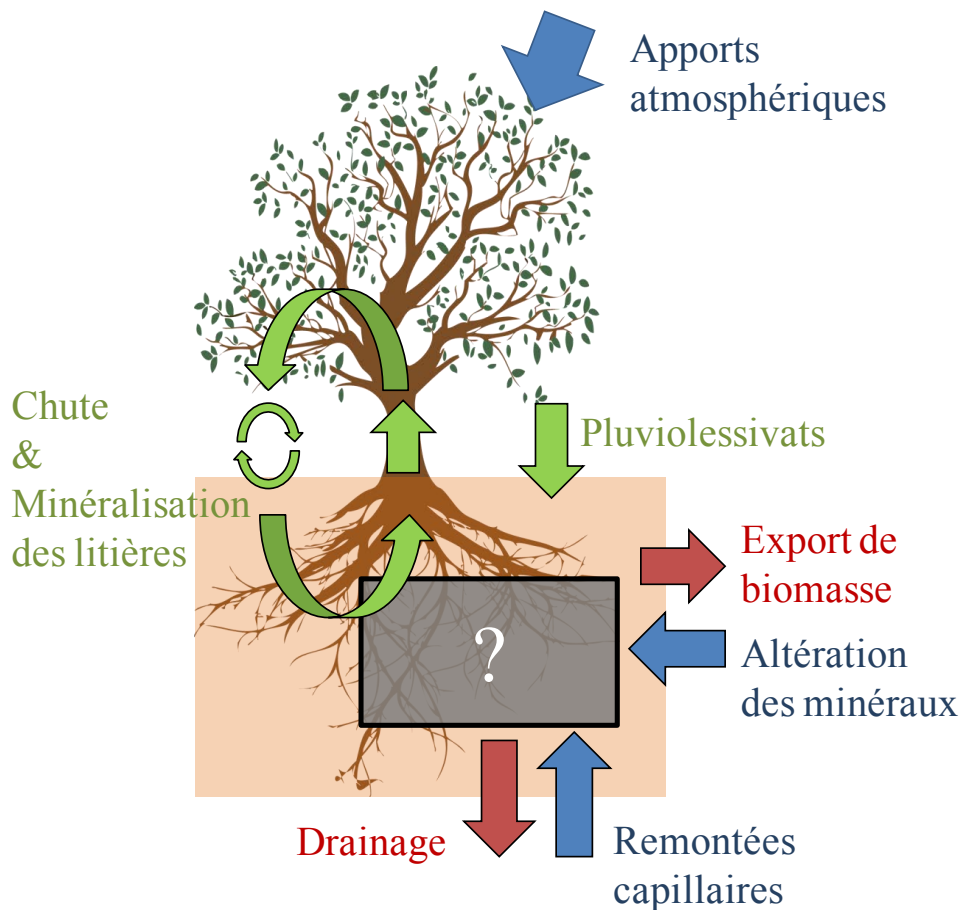 Apports
atmosphériques
Chute
&
Minéralisation
des litières
Pluviolessivats
Export de
biomasse
?
Altération
des minéraux
Drainage
Remontées
capillaires